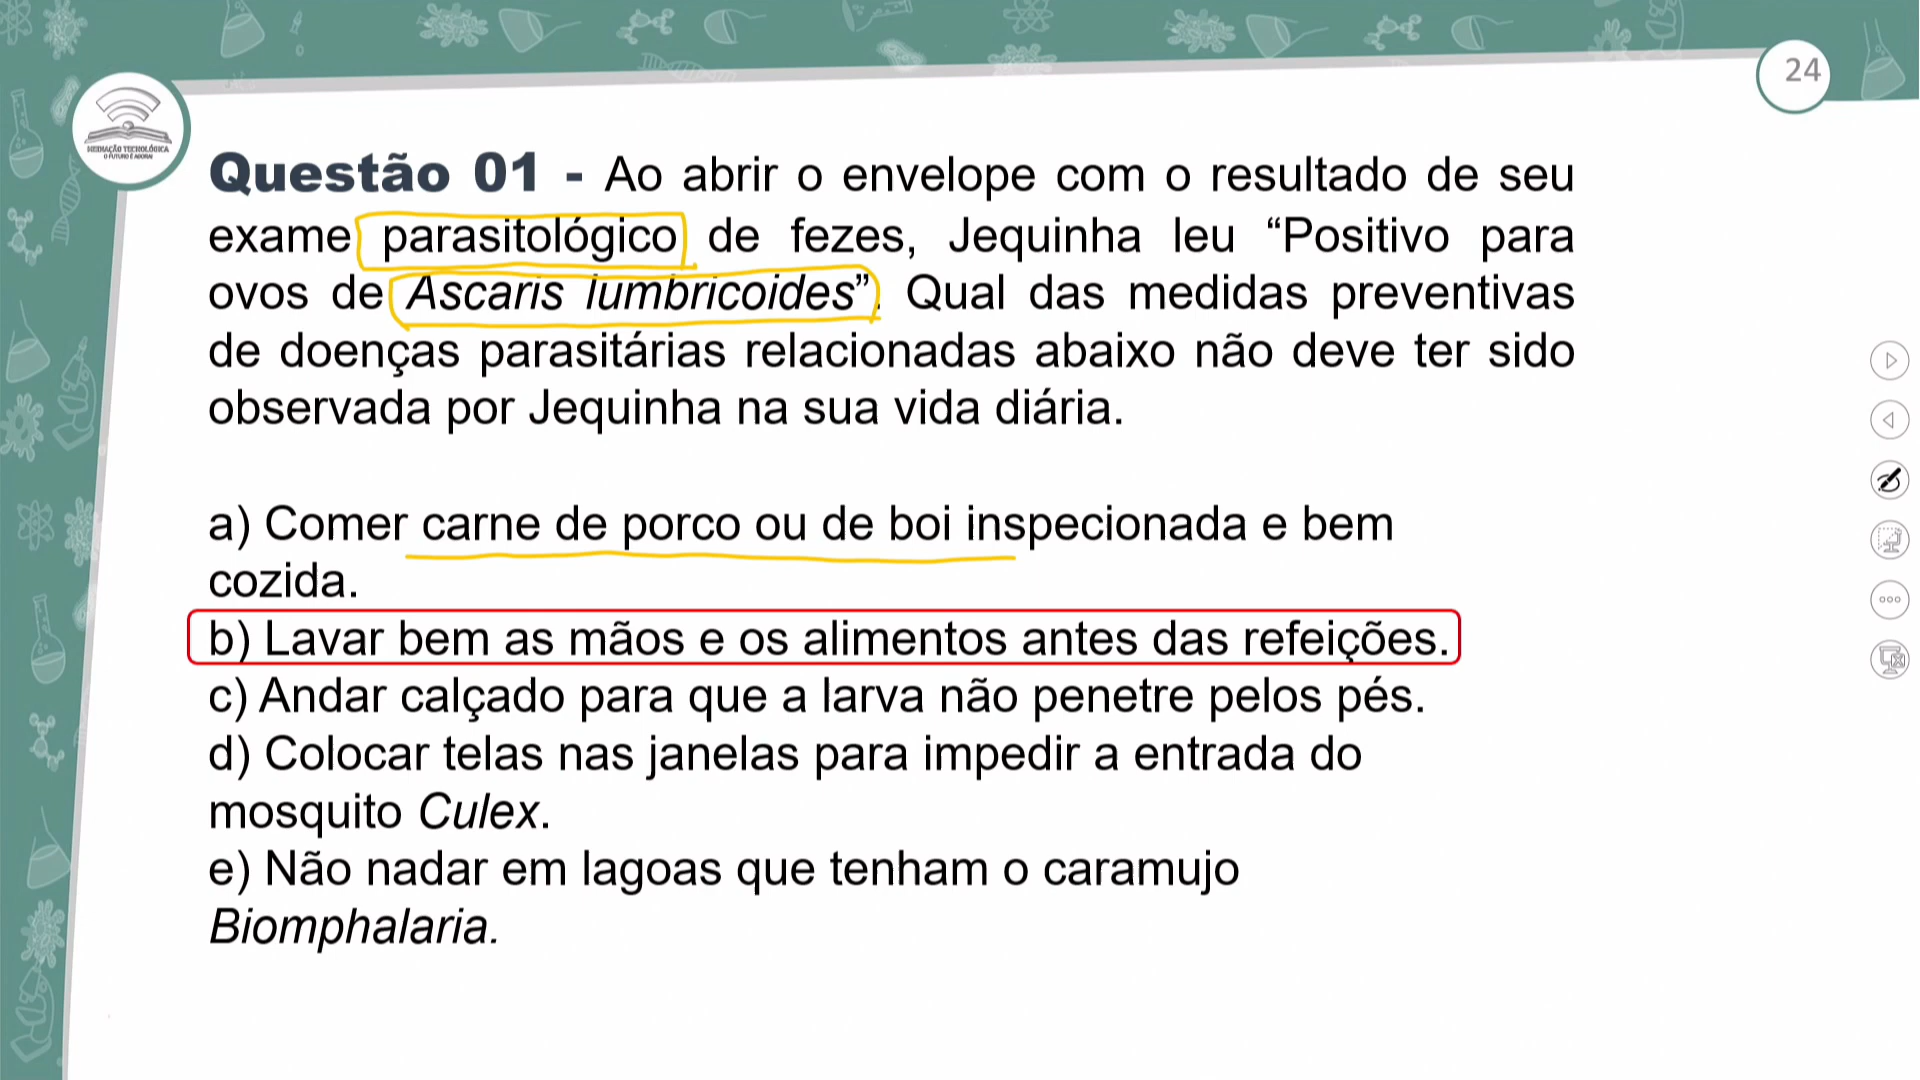 24
MEDIAÇÃO TECNOLÓGICA
O FUTURO É AGORA!
Questão 01 - Ao abrir o envelope com o resultado de seu
exame parasitológico de fezes, Jequinha leu “Positivo para
ovos de Ascaris lumbricoides”. Qual das medidas preventivas
de doenças parasitárias relacionadas abaixo não deve ter sido
observada por Jequinha na sua vida diária.
a) Comer carne de porco ou de boi inspecionada e bem
cozida.
b) Lavar bem as mãos e os alimentos antes das refeições.
c) Andar calçado para que a larva não penetre pelos pés.
d) Colocar telas nas janelas para impedir a entrada do
mosquito Culex.
e) Não nadar em lagoas que tenham o caramujo
Biomphalaria.